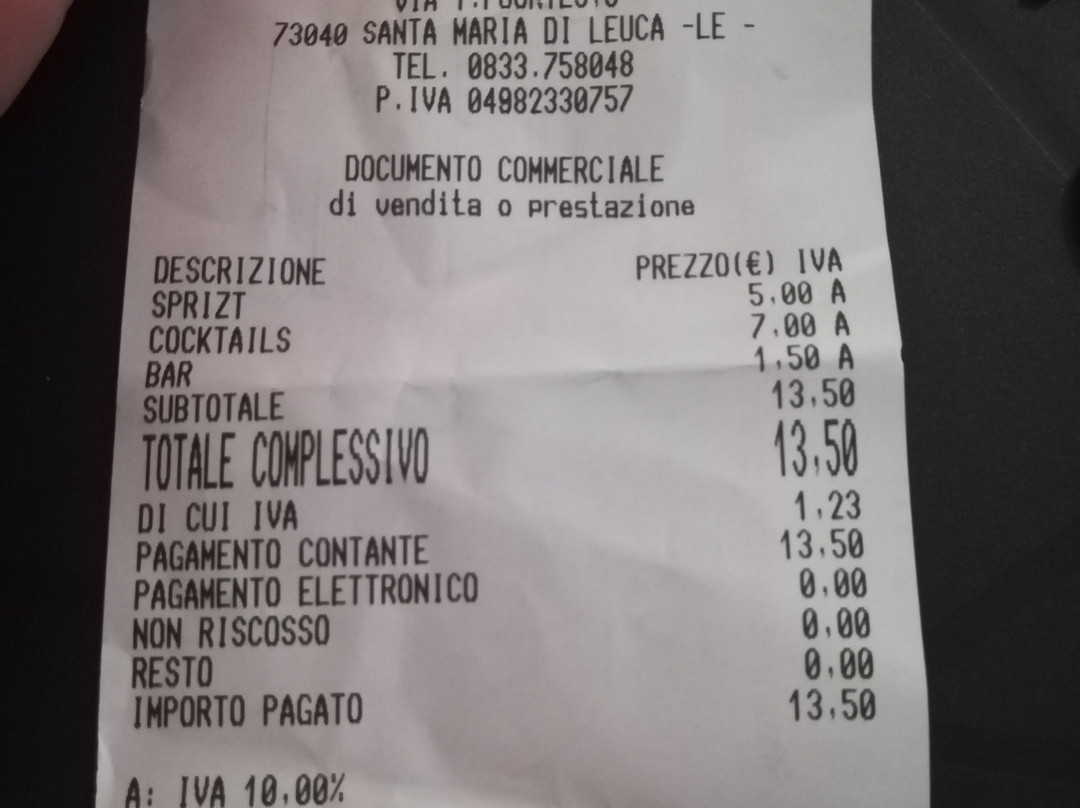 VIA
73040 SANTA MARIA DI LEUCA -LE -
TEL. 0833.758048
P.IVA 04982330757
DOCUMENTO COMMERCIALE
di vendita o prestazione
DESCRIZIONE PREZZO(€) IVA
SPRIZT 5,00 A
COCKTAILS 7,00 A
BAR 1,50 A
SUBTOTALE 13,50
TOTALE COMPLESSIVO 13,50
DI CUI IVA 1,23
PAGAMENTO CONTANTE 13,50
PAGAMENTO ELETTRONICO 0,00
NON RISCOSSO 0,00
RESTO 0,00
IMPORTO PAGATO 13,50
A: IVA 10,00%